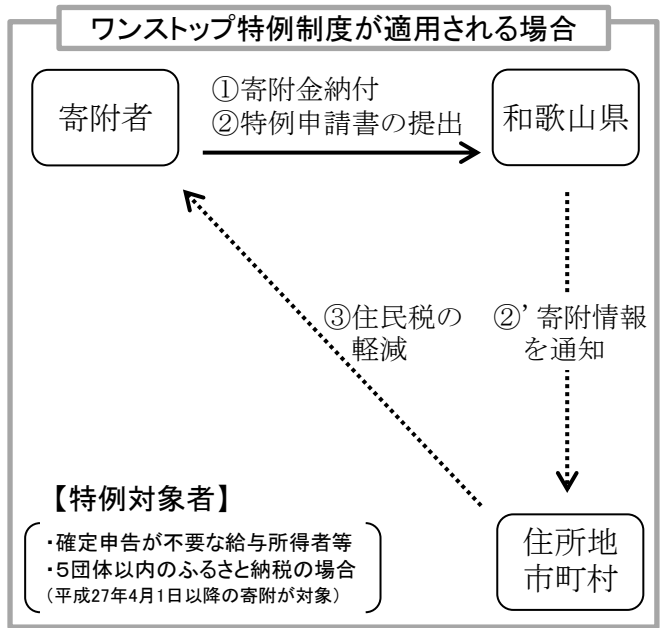 ワンストップ特例制度が適用される場合
寄附者
①寄附金納付
②特例申請書の提出
和歌山県
③住民税の
軽減
②’寄附情報
を通知
【特例対象者】
・確定申告が不要な給与所得者等
・5団体以内のふるさと納税の場合
(平成27年4月1日以降の寄附が対象)
住所地
市町村